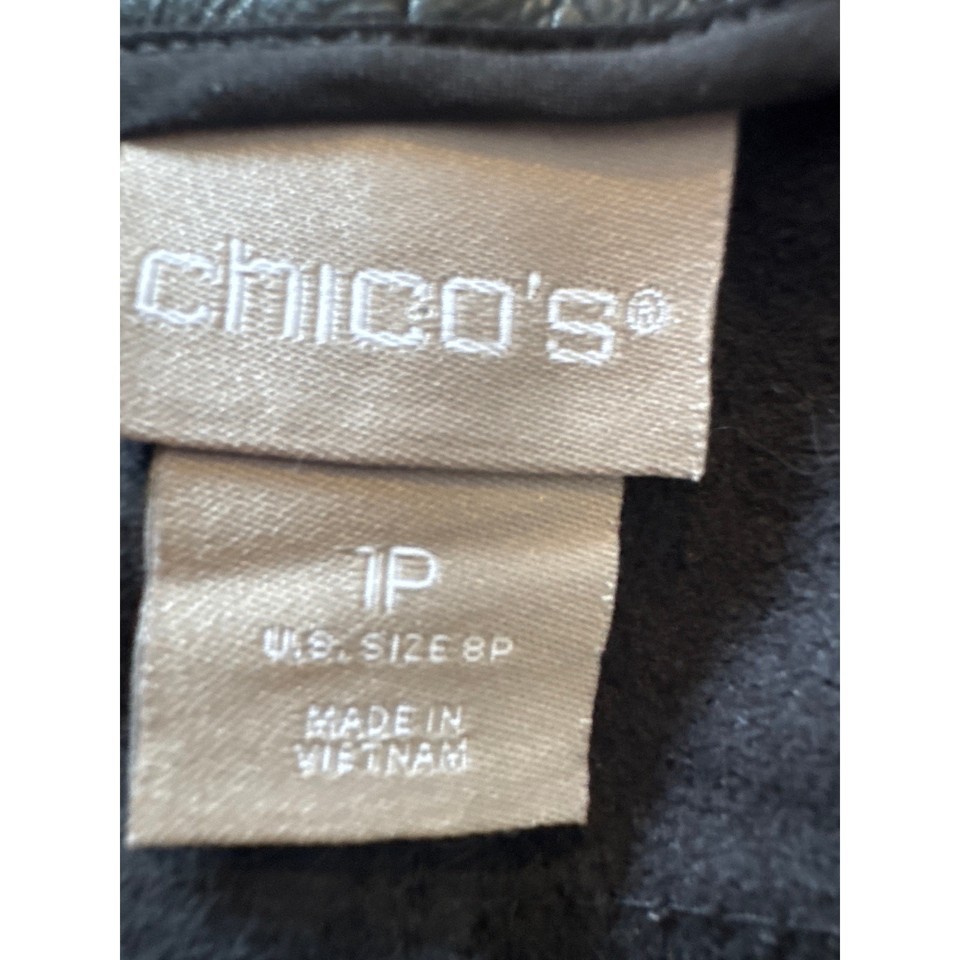 chico's®
1P
U.S. SIZE 8P
MADE IN
VIETNAM